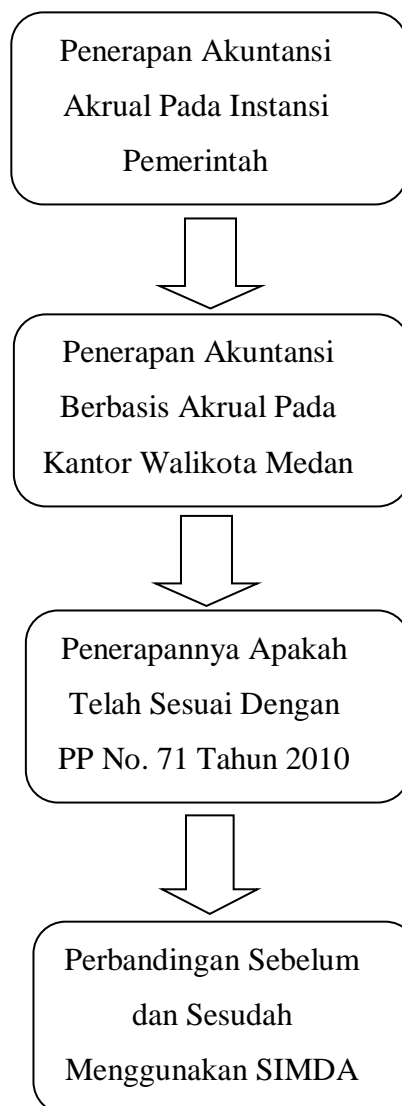 Penerapan Akuntansi
Akrual Pada Instansi
Pemerintah
Penerapan Akuntansi
Berbasis Akrual Pada
Kantor Walikota Medan
Penerapannya Apakah
Telah Sesuai Dengan
PP No. 71 Tahun 2010
Perbandingan Sebelum
dan Sesudah
Menggunakan SIMDA